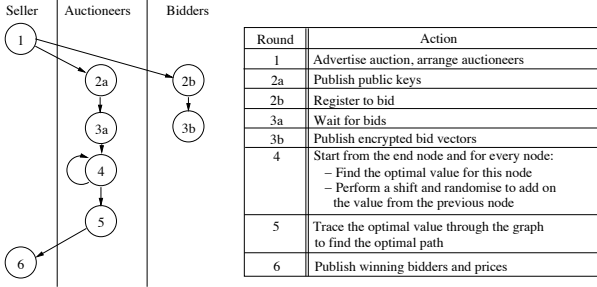 Seller Auctioneers Bidders
1
2a 2b
3a 3b
4
5
6
Round Action
1 Advertise auction, arrange auctioneers
2a Publish public keys
2b Register to bid
3a Wait for bids
3b Publish encrypted bid vectors
4 Start from the end node and for every node:
– Find the optimal value for this node
– Perform a shift and randomise to add on
the value from the previous node
5 Trace the optimal value through the graph
to find the optimal path
6 Publish winning bidders and prices